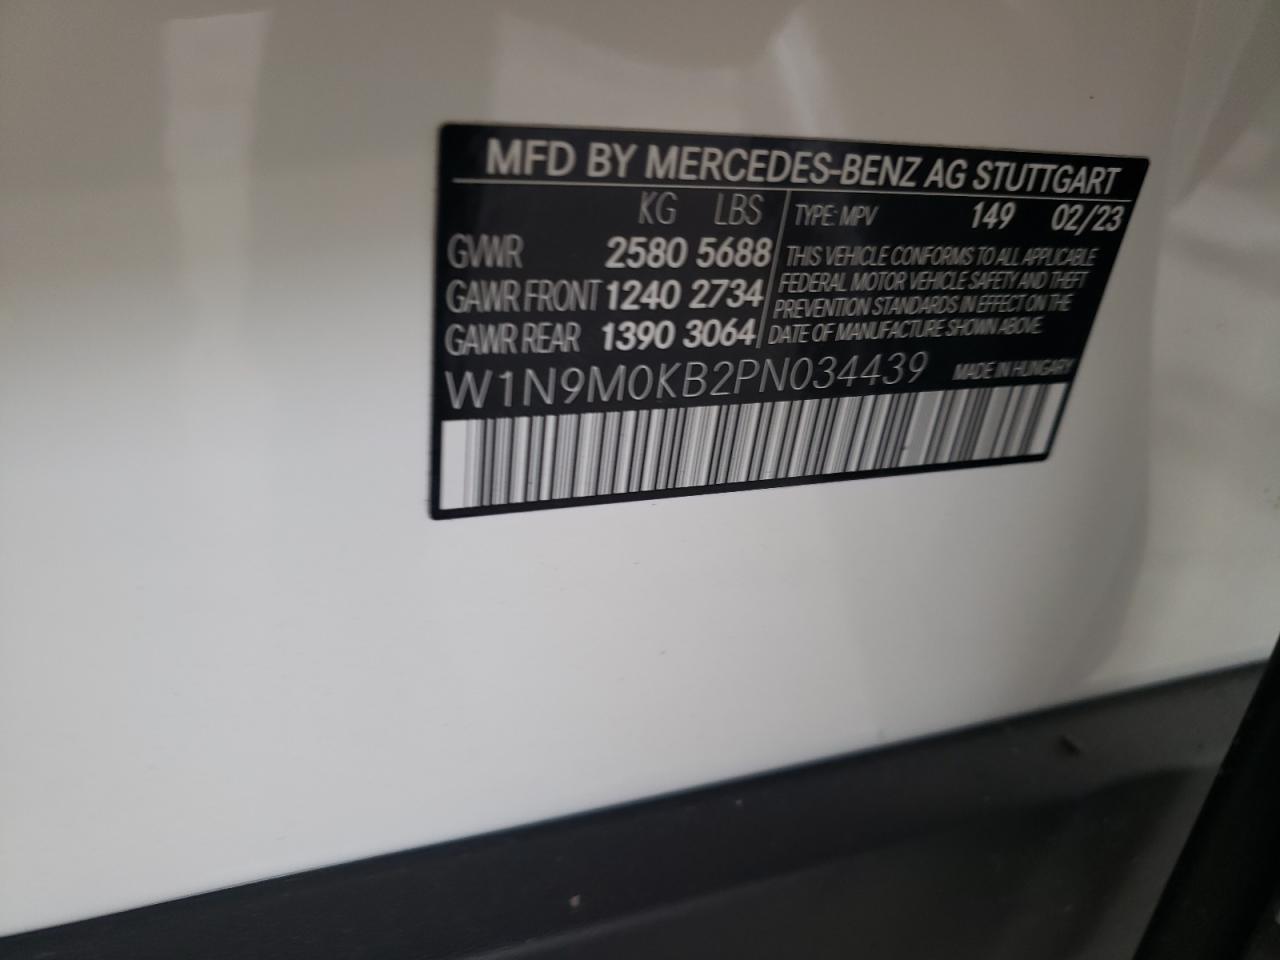 MFD BY MERCEDES-BENZ AG STUTTGART
KG LBS
GVWR 2580 5688
GAWR FRONT 1240 2734
GAWR REAR 1390 3064
TYPE: MPV 149 02/23
THIS VEHICLE CONFORMS TO ALL APPLICABLE
FEDERAL MOTOR VEHICLE SAFETY AND THEFT
PREVENTION STANDARDS IN EFFECT ON THE
DATE OF MANUFACTURE SHOWN ABOVE.
W1N9M0KB2PN034439 MADE IN HUNGARY